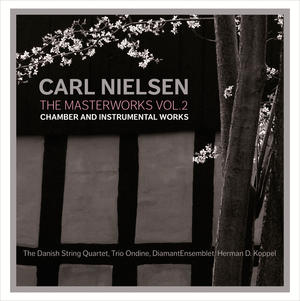 CARL NIELSEN
THE MASTERWORKS VOL.2
CHAMBER AND INSTRUMENTAL WORKS
The Danish String Quartet, Trio Ondine, DiamantEnsemblet, Herman D. Koppel